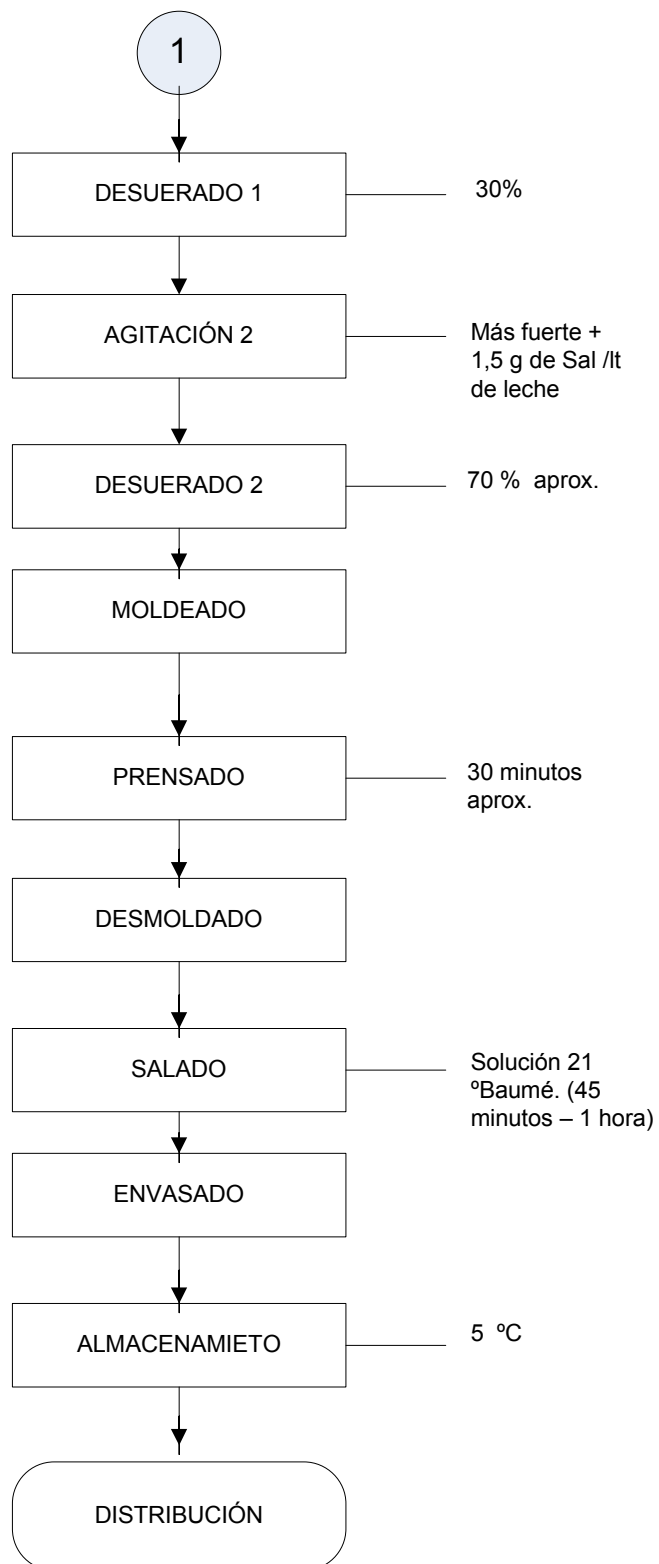 1
DESUERADO 1
30%
AGITACIÓN 2
Más fuerte +
1,5 g de Sal /lt
de leche
DESUERADO 2
70 % aprox.
MOLDEADO
PRENSADO
30 minutos
aprox.
DESMOLDADO
SALADO
Solución 21
ºBaumé. (45
minutos – 1 hora)
ENVASADO
ALMACENAMIETO
5 ºC
DISTRIBUCIÓN